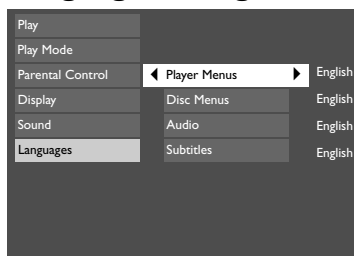 Play
Play Mode
Parental Control Player Menus English
Display Disc Menus English
Sound Audio English
Languages Subtitles English